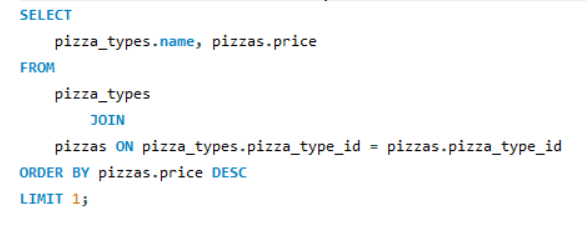 SELECT
    pizza_types.name, pizzas.price
FROM
    pizza_types
        JOIN
    pizzas ON pizza_types.pizza_type_id = pizzas.pizza_type_id
ORDER BY pizzas.price DESC
LIMIT 1;